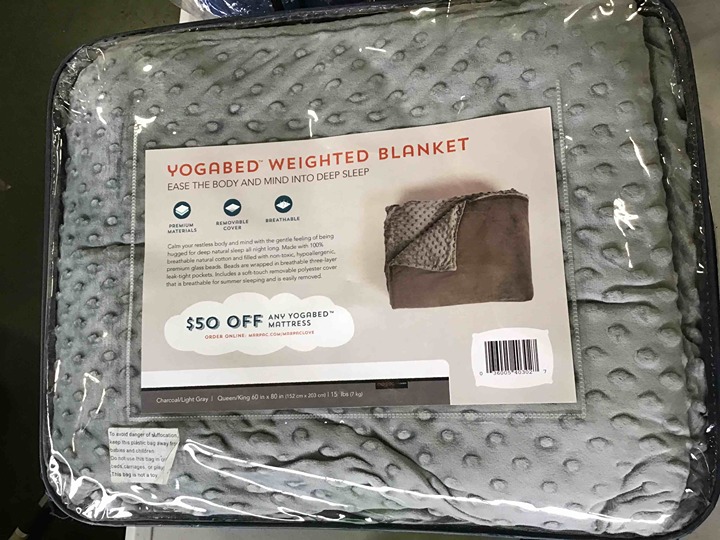 YOGABED™ WEIGHTED BLANKET
EASE THE BODY AND MIND INTO DEEP SLEEP
PREMIUM MATERIALS
REMOVABLE COVER
BREATHABLE
Calm your restless body and mind with the gentle feeling of being
hugged for deep natural sleep all night long. Made with 100%
breathable natural cotton and filled with non-toxic, hypoallergenic,
premium glass beads. Beads are wrapped in breathable three-layer
leak-tight pockets. Includes a soft-touch removable polyester cover
that is breathable for summer sleeping and is easily removed.
$50 OFF ANY YOGABED™ MATTRESS
ORDER ONLINE:
Charcoal/Light Gray | Queen/King 60 in x 80 in (152 cm x 203 cm) | 15 lbs (7 kg)
0 36005 40302 7
To avoid danger of suffocation,
keep this plastic bag away
babies and children.
Do not use this bag in
beds, carriages, or play
This bag is not a toy.